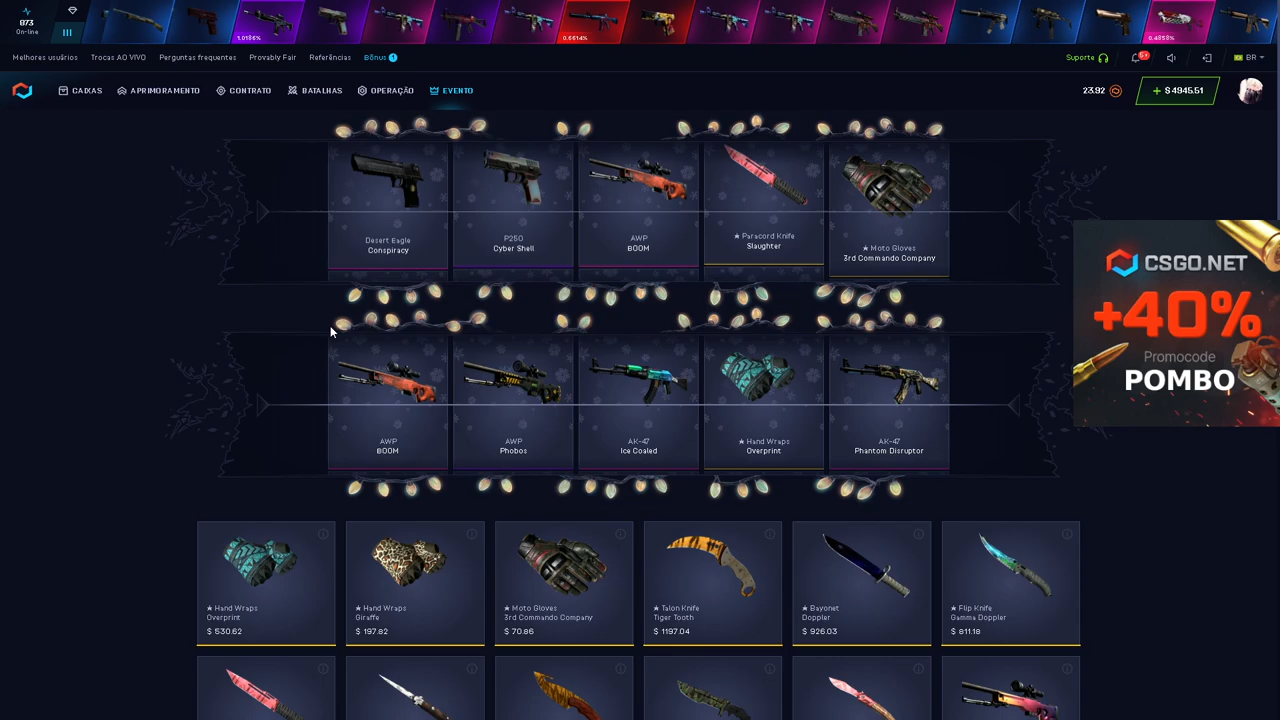 873
On-line
1.0186%
0.6614%
0.4858%
Melhores usuários
Trocas AO VIVO
Perguntas frequentes
Provably Fair
Referências
Bônus
Suporte
5+
BR
CAIXAS
APRIMORAMENTO
CONTRATO
BATALHAS
OPERAÇÃO
EVENTO
23.92
+ $ 4945.51
Desert Eagle
Conspiracy
P250
Cyber Shell
AWP
BOOM
★ Paracord Knife
Slaughter
★ Moto Gloves
3rd Commando Company
AWP
BOOM
AWP
Phobos
AK-47
Ice Coaled
★ Hand Wraps
Overprint
AK-47
Phantom Disruptor
CSGO.NET
+40%
Promocode
POMBO
★ Hand Wraps
Overprint
$ 530.62
★ Hand Wraps
Giraffe
$ 197.82
★ Moto Gloves
3rd Commando Company
$ 70.86
★ Talon Knife
Tiger Tooth
$ 1197.04
★ Bayonet
Doppler
$ 926.03
★ Flip Knife
Gamma Doppler
$ 811.18